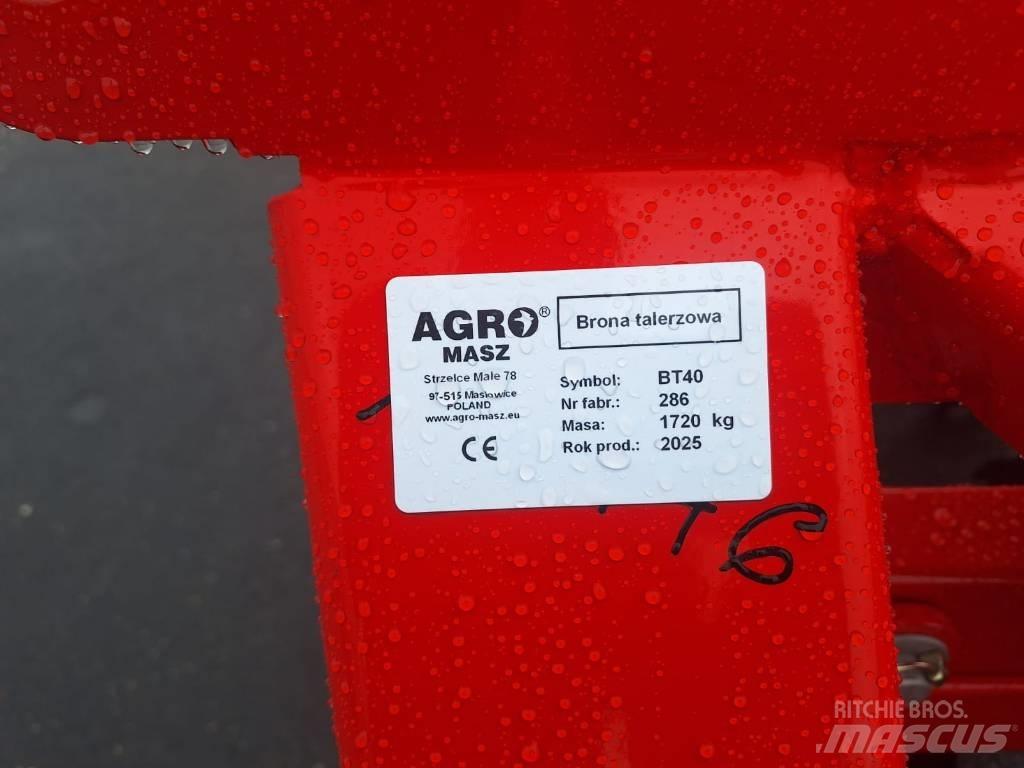 AGRO®
MASZ
Strzelce Małe 78
97-515 Masłowice
POLAND
www.agro-masz.eu
CE
Brona talerzowa
Symbol: BT40
Nr fabr.: 286
Masa: 1720 kg
Rok prod.: 2025
6
RITCHIE BROS.
MASCUS